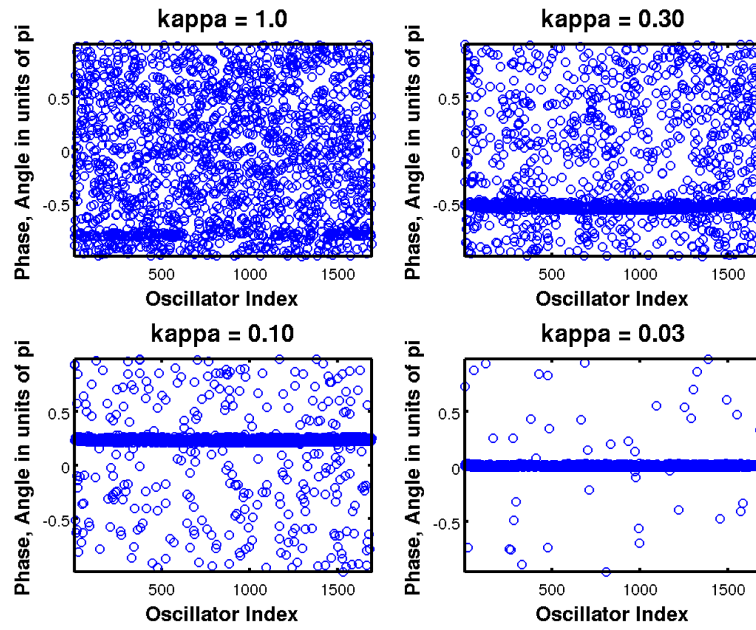 kappa = 1.0
Phase, Angle in units of pi
0.5
0
-0.5
500
1000
1500
Oscillator Index
kappa = 0.30
Phase, Angle in units of pi
0.5
0
-0.5
500
1000
1500
Oscillator Index
kappa = 0.10
Phase, Angle in units of pi
0.5
0
-0.5
500
1000
1500
Oscillator Index
kappa = 0.03
Phase, Angle in units of pi
0.5
0
-0.5
500
1000
1500
Oscillator Index